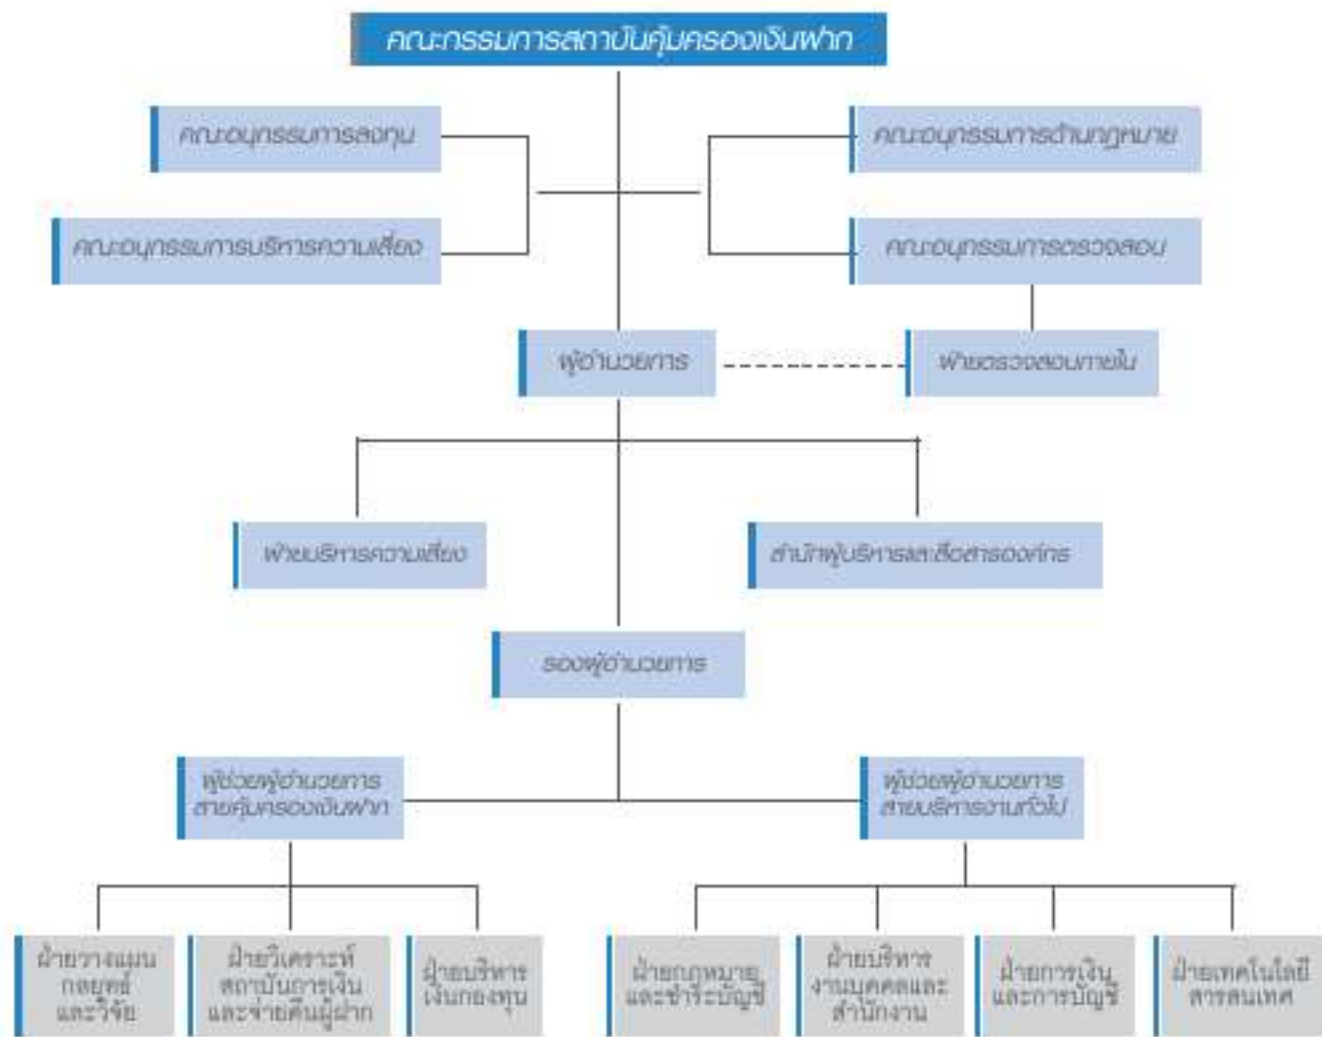 คณะกรรมการสถาบันคุ้มครองเงินฝาก
คณะอนุกรรมการลงทุน
คณะอนุกรรมการด้านกฎหมาย
คณะอนุกรรมการบริหารความเสี่ยง
คณะอนุกรรมการตรวจสอบ
ผู้อำนวยการ
ฝ่ายตรวจสอบภายใน
ฝ่ายบริหารความเสี่ยง
สำนักผู้บริหารและสื่อสารองค์กร
รองผู้อำนวยการ
ผู้ช่วยผู้อำนวยการ
สายคุ้มครองเงินฝาก
ผู้ช่วยผู้อำนวยการ
สายบริหารงานทั่วไป
ฝ่ายวางแผน
กลยุทธ์
และวิจัย
ฝ่ายวิเคราะห์
สถาบันการเงิน
และจ่ายคืนผู้ฝาก
ฝ่ายบริหาร
เงินกองทุน
ฝ่ายกฎหมาย
และชำระบัญชี
ฝ่ายบริหาร
งานบุคคลและ
สำนักงาน
ฝ่ายการเงิน
และการบัญชี
ฝ่ายเทคโนโลยี
สารสนเทศ